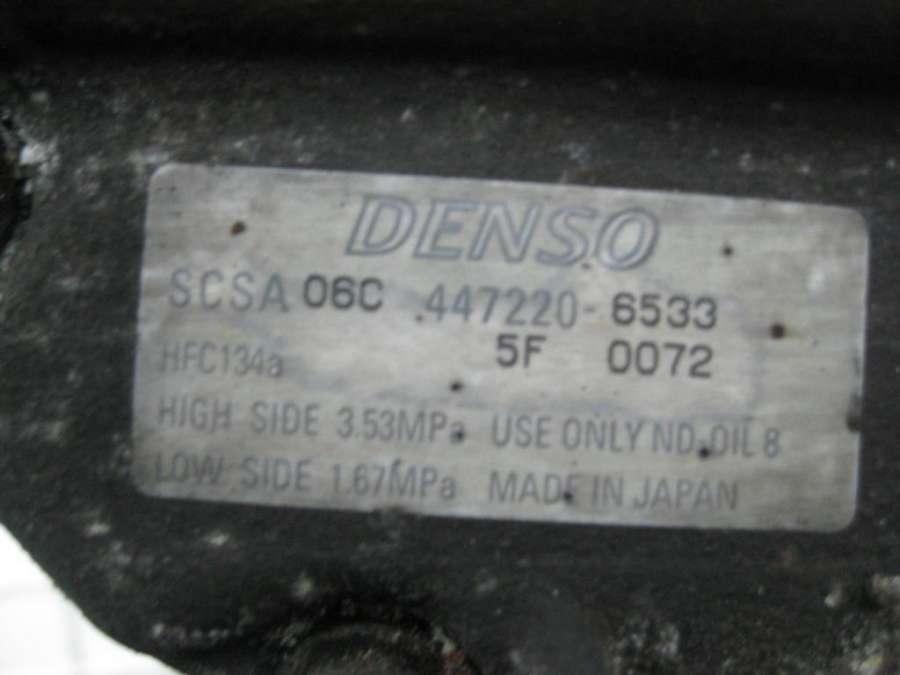 DENSO
SCSA 06C 447220-6533
HFC134a 5F 0072
HIGH SIDE 3.53MPa USE ONLY ND-OIL 8
LOW SIDE 1.67MPa MADE IN JAPAN